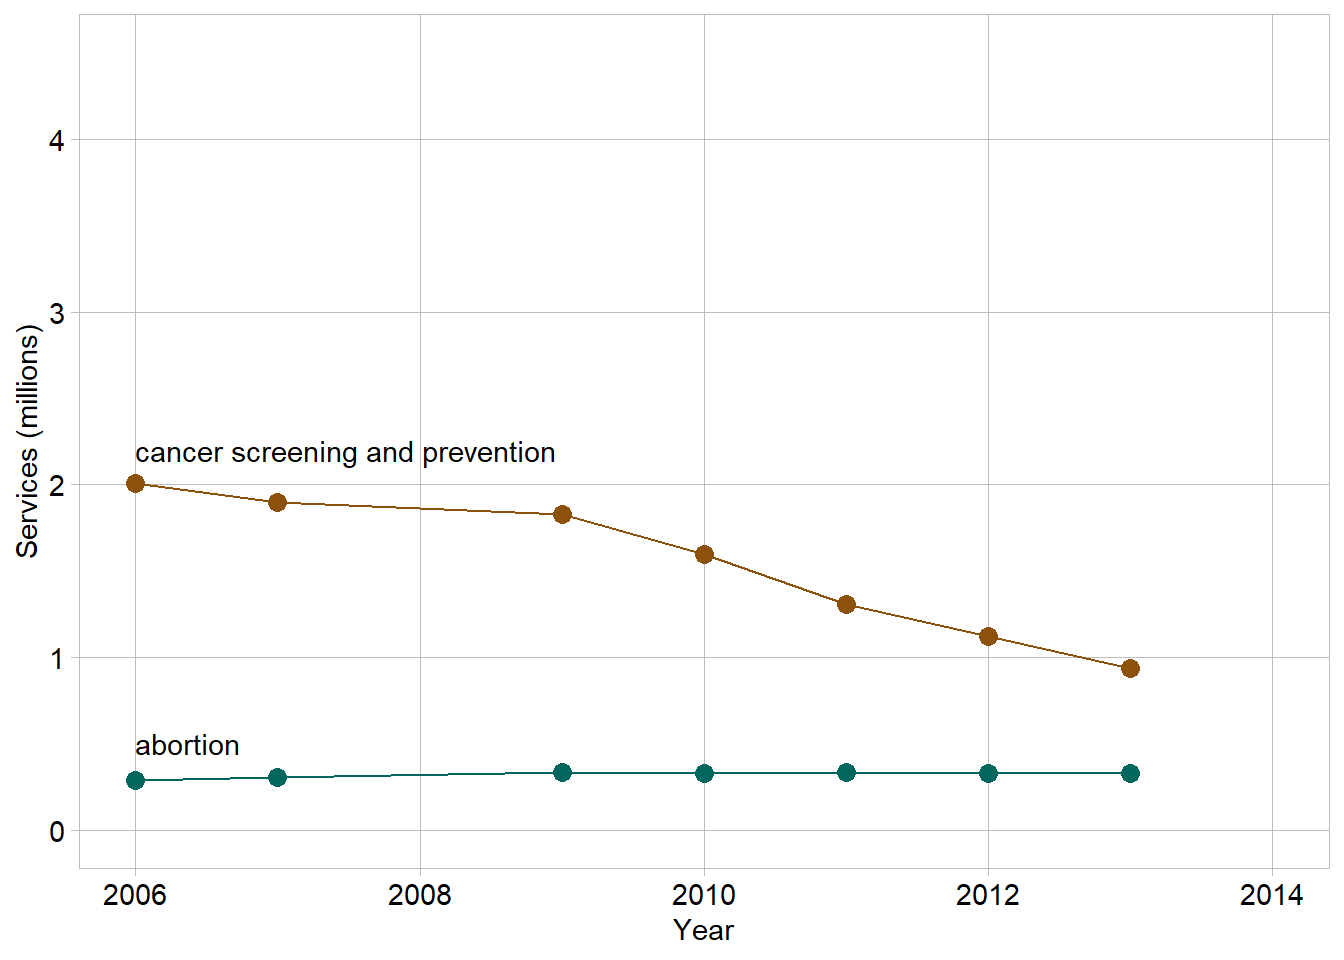 4
3
2
1
0
Services (millions)
cancer screening and prevention
abortion
2006 2008 2010 2012 2014
Year